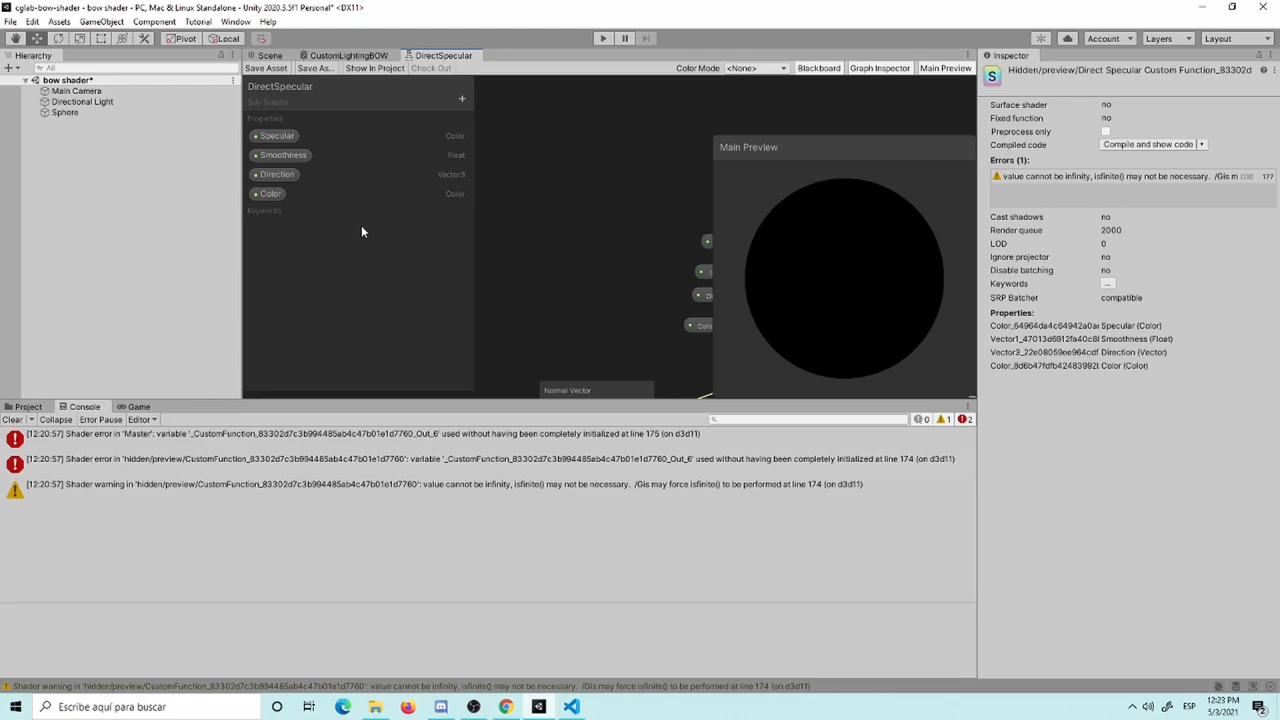 cglab-bow-shader - bow shader - PC, Mac & Linux Standalone - Unity 2020.3.5f1 Personal* <DX11>
File Edit Assets GameObject Component Tutorial Window Help
Pivot Local Account Layers Layout
Hierarchy Scene CustomLightingBOW DirectSpecular Inspector
All Save Asset Save As... Show In Project Check Out Color Mode <None> Blackboard Graph Inspector Main Preview
bow shader*
Main Camera
Directional Light
Sphere
DirectSpecular
Sub Graphs
Properties
Specular Color
Smoothness Float
Direction Vector3
Color Color
Keywords
Main Preview
Colo
Normal Vector
Hidden/preview/Direct Specular Custom Function_83302d
Surface shader no
Fixed function no
Preprocess only
Compiled code Compile and show code
Errors (1):
value cannot be infinity, isfinite() may not be necessary. /Gis m D3D 177
Cast shadows no
Render queue 2000
LOD 0
Ignore projector no
Disable batching no
Keywords ...
SRP Batcher compatible
Properties:
Specular (Color)
Smoothness (Float)
Direction (Vector)
Color (Color)
Project Console Game
Clear Collapse Error Pause Editor 0 1 2
[12:20:57] Shader error in 'Master': variable '_CustomFunction_83302d7c3b994485ab4c47b01e1d7760_Out_6' used without having been completely initialized at line 175 (on d3d11)
[12:20:57] Shader error in 'hidden/preview/CustomFunction_83302d7c3b994485ab4c47b01e1d7760': variable '_CustomFunction_83302d7c3b994485ab4c47b01e1d7760_Out_6' used without having been completely initialized at line 174 (on d3d11)
[12:20:57] Shader warning in 'hidden/preview/CustomFunction_83302d7c3b994485ab4c47b01e1d7760': value cannot be infinity, isfinite() may not be necessary. /Gis may force isfinite() to be performed at line 174 (on d3d11)
Shader warning in 'hidden/preview/CustomFunction_83302d7c3b994485ab4c47b01e1d7760': value cannot be infinity, isfinite() may not be necessary. /Gis may force isfinite() to be performed at line 174 (on d3d11)
Escribe aquí para buscar
ESP
12:23 PM
5/3/2021